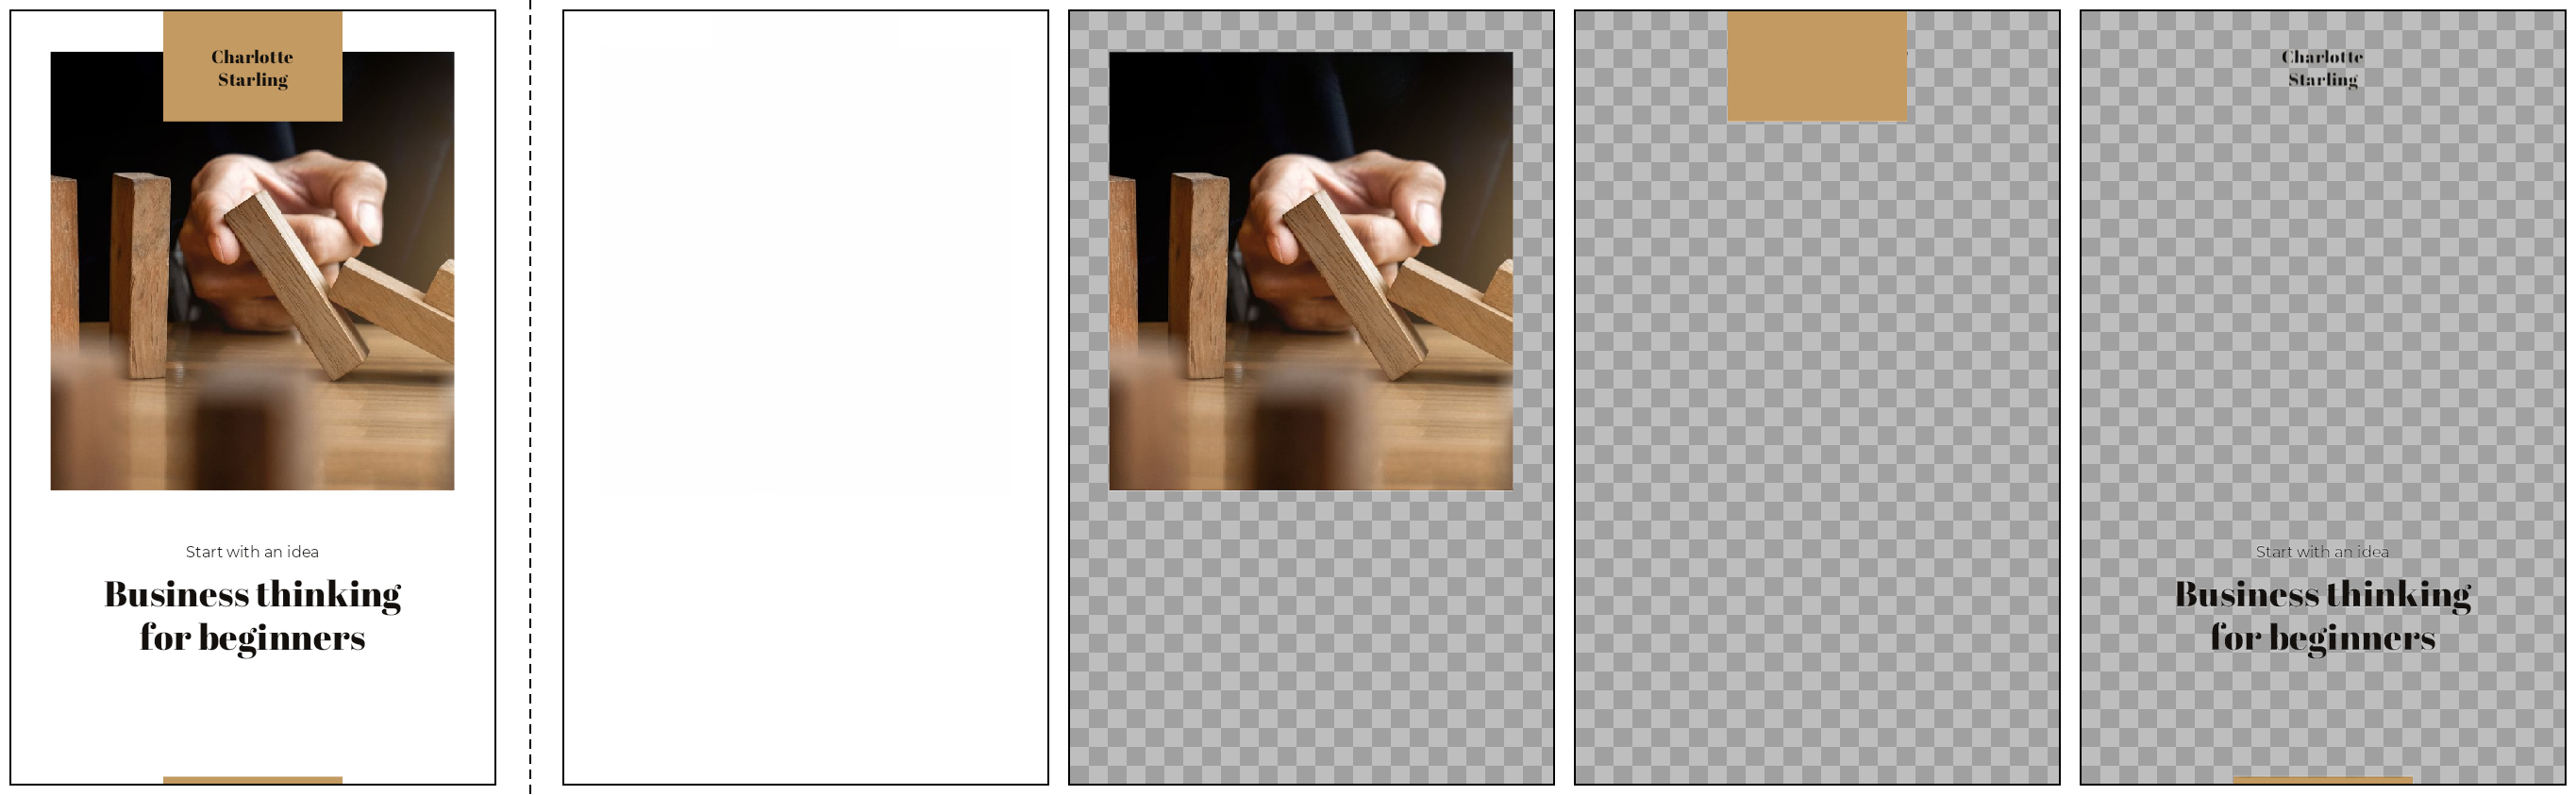 Charlotte
Starling
Start with an idea
Business thinking
for beginners
Charlotte
Starling
Start with an idea
Business thinking
for beginners